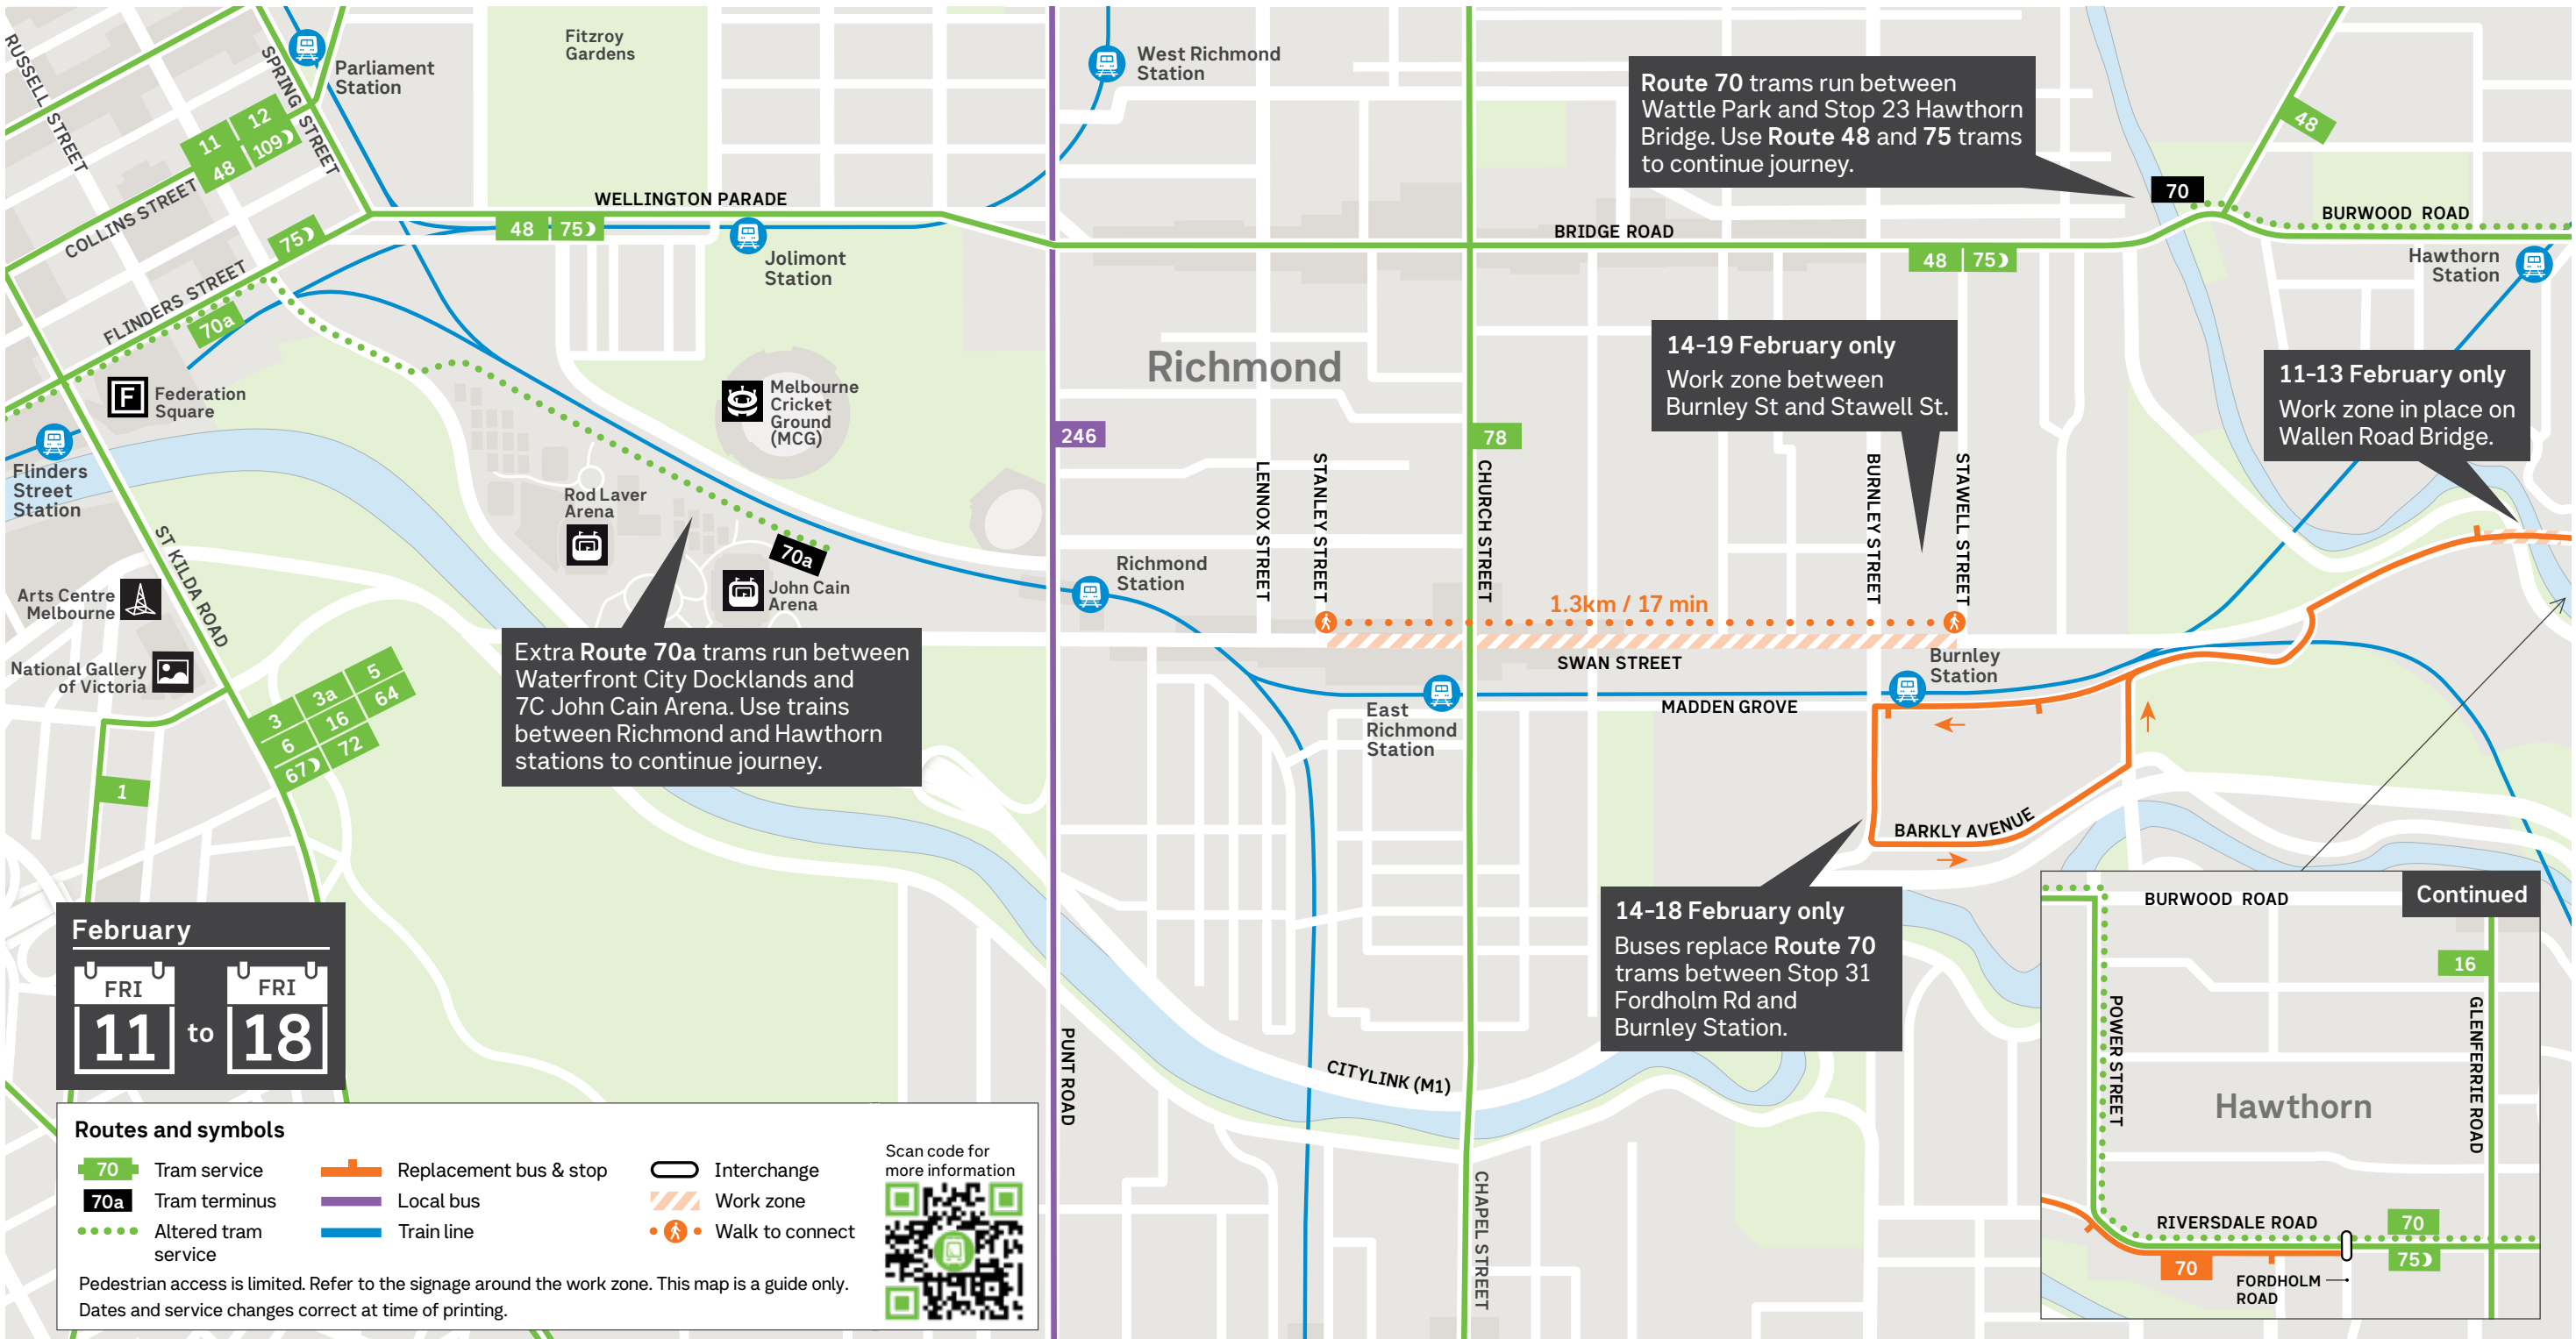 RUSSELL STREET
SPRING STREET
Parliament
Station
Fitzroy
Gardens
West Richmond
Station
Route 70 trams run between
Wattle Park and Stop 23 Hawthorn
Bridge. Use Route 48 and 75 trams
to continue journey.
48
11
12
48
109
COLLINS STREET
75
FLINDERS STREET
70a
WELLINGTON PARADE
48
75
Jolimont
Station
BRIDGE ROAD
48
75
70
BURWOOD ROAD
Hawthorn
Station
Federation
Square
Flinders
Street
Station
Melbourne
Cricket
Ground
(MCG)
Richmond
246
78
14-19 February only
Work zone between
Burnley St and Stawell St.
11-13 February only
Work zone in place on
Wallen Road Bridge.
Rod Laver
Arena
70a
John Cain
Arena
LENNOX STREET
STANLEY STREET
CHURCH STREET
BURNLEY STREET
STAWELL STREET
Richmond
Station
ST KILDA ROAD
Arts Centre
Melbourne
National Gallery
of Victoria
3
3a
5
6
16
64
67
72
1
Extra Route 70a trams run between
Waterfront City Docklands and
7C John Cain Arena. Use trains
between Richmond and Hawthorn
stations to continue journey.
1.3km / 17 min
SWAN STREET
Burnley
Station
East
Richmond
Station
MADDEN GROVE
BARKLY AVENUE
14-18 February only
Buses replace Route 70
trams between Stop 31
Fordholm Rd and
Burnley Station.
CITYLINK (M1)
PUNT ROAD
CHAPEL STREET
Continued
BURWOOD ROAD
16
POWER STREET
GLENFERRIE ROAD
Hawthorn
RIVERSDALE ROAD
70
75
70
FORDHOLM
ROAD
February
FRI
11
to
FRI
18
Routes and symbols
70
Tram service
70a
Tram terminus
Altered tram
service
Replacement bus & stop
Local bus
Train line
Interchange
Work zone
Walk to connect
Scan code for
more information
Pedestrian access is limited. Refer to the signage around the work zone. This map is a guide only.
Dates and service changes correct at time of printing.